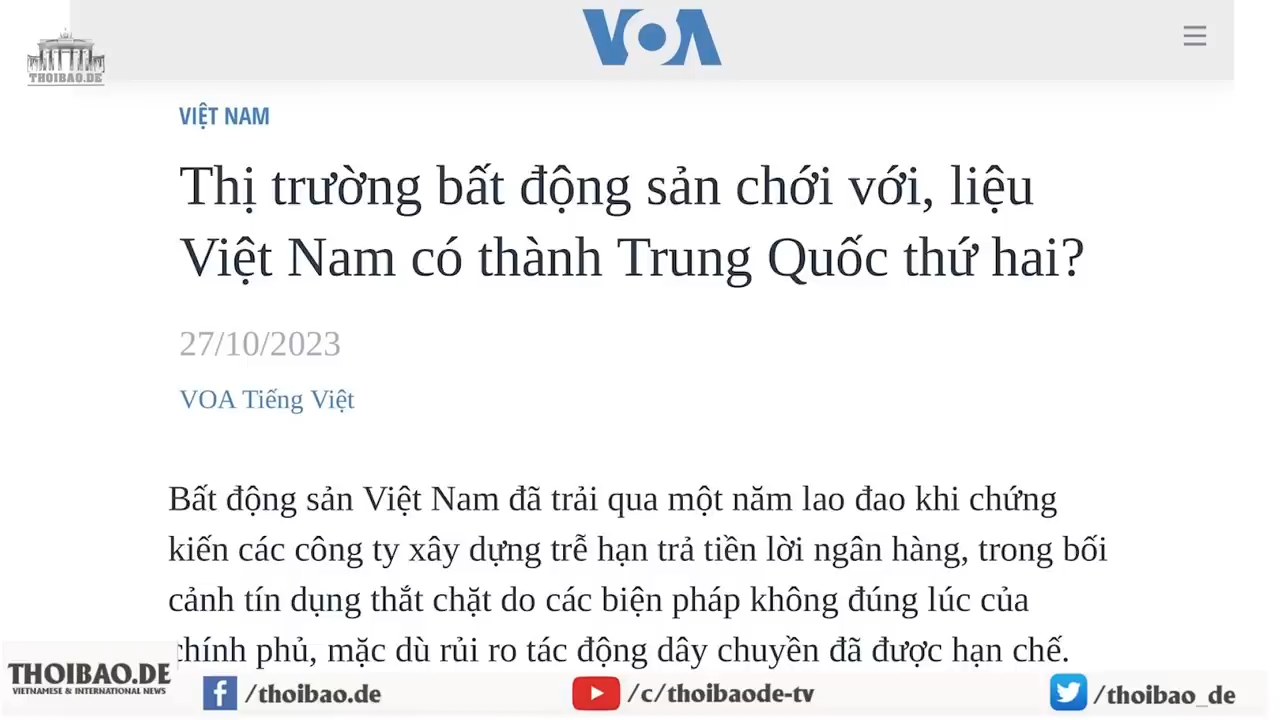 VOA
THOIBAO.DE
VIỆT NAM
Thị trường bất động sản chới với, liệu
Việt Nam có thành Trung Quốc thứ hai?
27/10/2023
VOA Tiếng Việt
Bất động sản Việt Nam đã trải qua một năm lao đao khi chứng
kiến các công ty xây dựng trễ hạn trả tiền lời ngân hàng, trong bối
cảnh tín dụng thắt chặt do các biện pháp không đúng lúc của
chính phủ, mặc dù rủi ro tác động dây chuyền đã được hạn chế.
THOIBAO.DE
VIETNAMESE & INTERNATIONAL NEWS
/thoibao.de
/c/thoibaode-tv
/thoibao_de